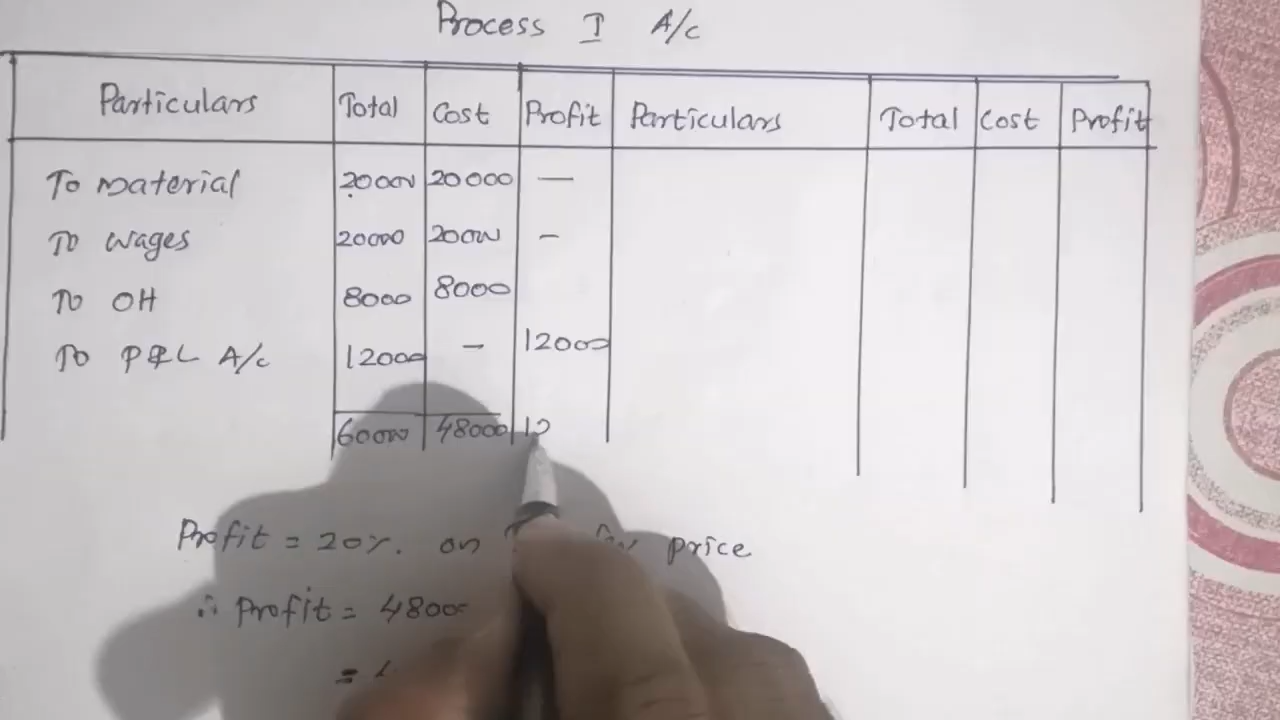 Process I A/c
Particulars Total Cost Profit Particulars Total Cost Profit
To material 20000 20000 —
To wages 20000 20000 -
To OH 8000 8000
To P&L A/c 12000 - 12000
60000 48000 12
Profit = 20%. on price
∴ Profit = 4800
=